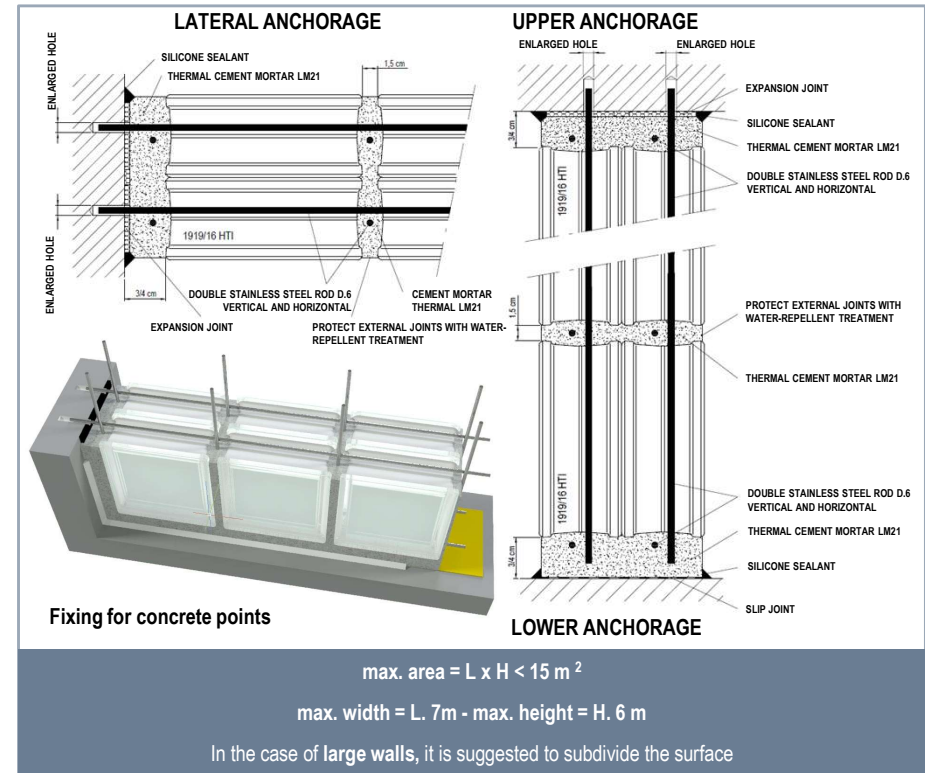 LATERAL ANCHORAGE
SILICONE SEALANT
THERMAL CEMENT MORTAR LM21
1,5 cm
ENLARGED HOLE
ENLARGED HOLE
1919/16 HTI
3/4 cm
DOUBLE STAINLESS STEEL ROD D.6
VERTICAL AND HORIZONTAL
CEMENT MORTAR
THERMAL LM21
EXPANSION JOINT
PROTECT EXTERNAL JOINTS WITH WATER-
REPELLENT TREATMENT
Fixing for concrete points
UPPER ANCHORAGE
ENLARGED HOLE
ENLARGED HOLE
EXPANSION JOINT
SILICONE SEALANT
3/4 cm
THERMAL CEMENT MORTAR LM21
DOUBLE STAINLESS STEEL ROD D.6
VERTICAL AND HORIZONTAL
1919/16 HTI
1,5 cm
PROTECT EXTERNAL JOINTS WITH
WATER-REPELLENT TREATMENT
THERMAL CEMENT MORTAR LM21
1919/16 HTI
DOUBLE STAINLESS STEEL ROD D.6
VERTICAL AND HORIZONTAL
THERMAL CEMENT MORTAR LM21
3/4 cm
SILICONE SEALANT
SLIP JOINT
LOWER ANCHORAGE
max. area = L x H < 15 m ²
max. width = L. 7m - max. height = H. 6 m
In the case of large walls, it is suggested to subdivide the surface